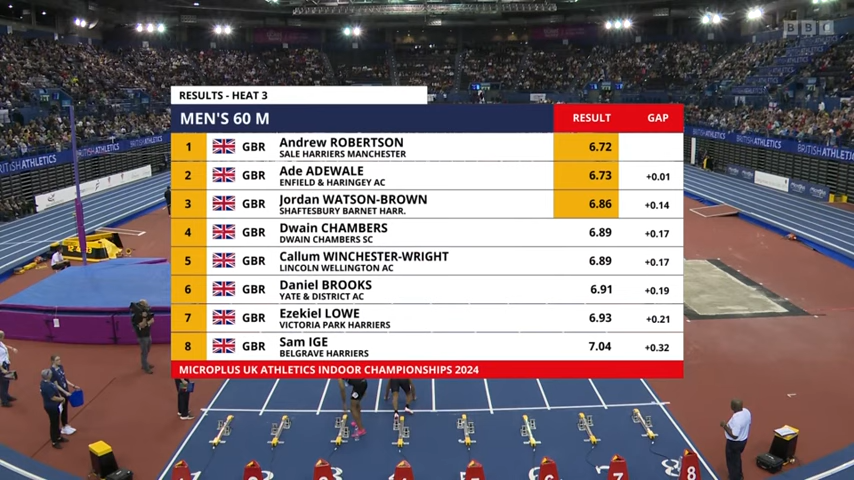 BBC
RESULTS - HEAT 3
MEN'S 60 M RESULT GAP
1 GBR Andrew ROBERTSON 6.72
SALE HARRIERS MANCHESTER
2 GBR Ade ADEWALE 6.73 +0.01
ENFIELD & HARINGEY AC
3 GBR Jordan WATSON-BROWN 6.86 +0.14
SHAFTESBURY BARNET HARR.
4 GBR Dwain CHAMBERS 6.89 +0.17
DWAIN CHAMBERS SC
5 GBR Callum WINCHESTER-WRIGHT 6.89 +0.17
LINCOLN WELLINGTON AC
6 GBR Daniel BROOKS 6.91 +0.19
YATE & DISTRICT AC
7 GBR Ezekiel LOWE 6.93 +0.21
VICTORIA PARK HARRIERS
8 GBR Sam IGE 7.04 +0.32
BELGRAVE HARRIERS
MICROPLUS UK ATHLETICS INDOOR CHAMPIONSHIPS 2024
BRITISH ATHLETICS
BRITISH ATHLETICS
6
7
8